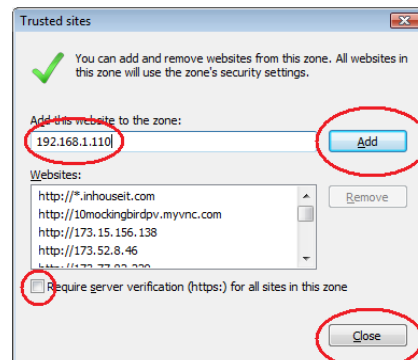 Trusted sites
You can add and remove websites from this zone. All websites in
this zone will use the zone's security settings.
Add this website to the zone:
192.168.1.110
Add
Websites:
http://*.inhouseit.com
http://10mockingbirdpv.myvnc.com
http://173.15.156.138
http://173.52.8.46
Remove
Require server verification (https:) for all sites in this zone
Close